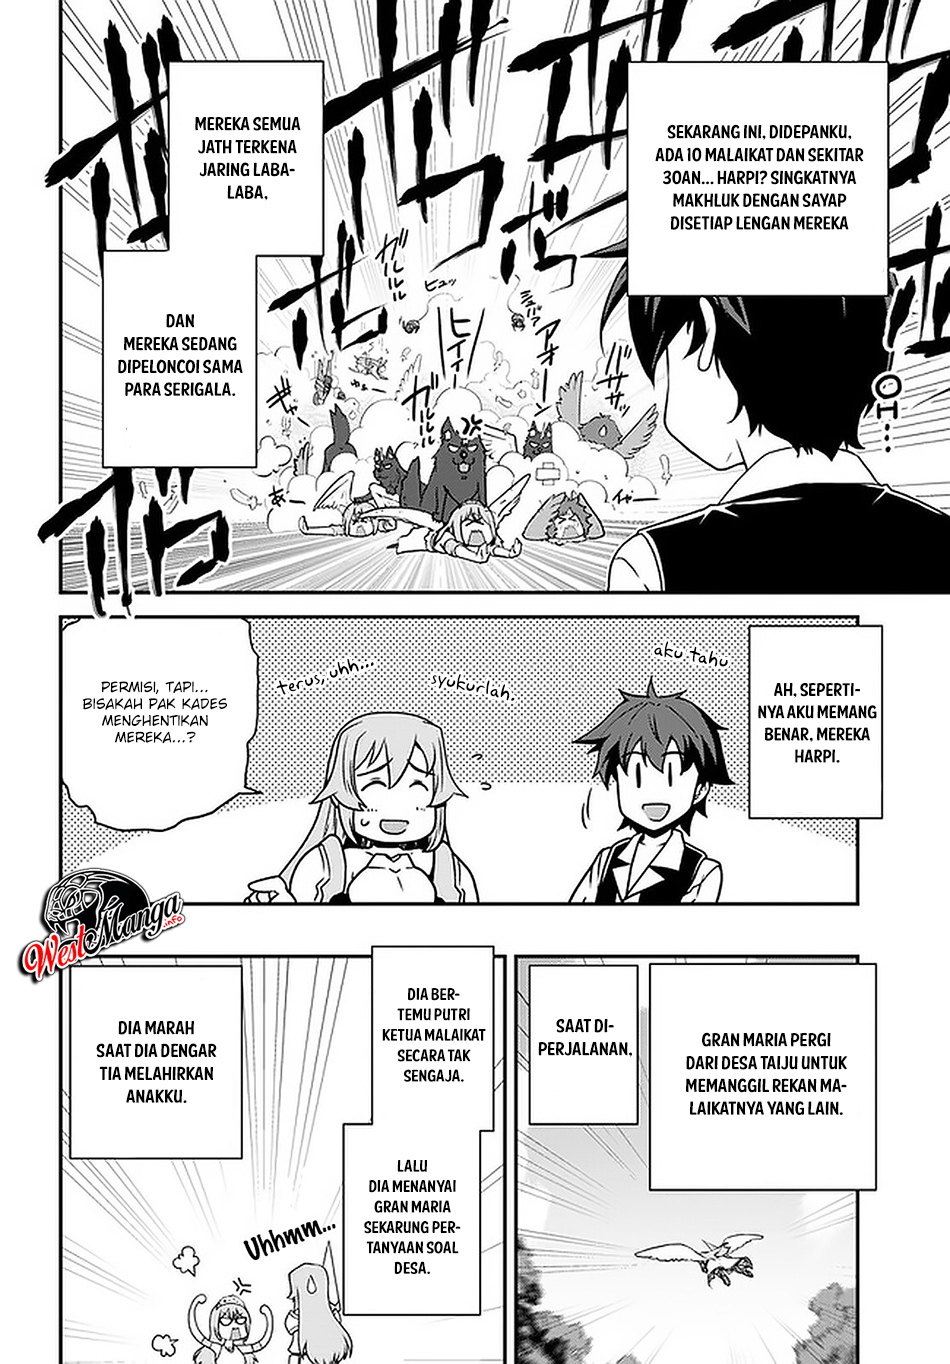 SEKARANG INI, DIDEPANKU,
ADA 10 MALAIKAT DAN SEKITAR
30AN... HARPI? SINGKATNYA
MAKHLUK DENGAN SAYAP
DISETIAP LENGAN MEREKA
MEREKA SEMUA
JATH TERKENA
JARING LABA-
LABA,
DAN
MEREKA SEDANG
DIPELONCOI SAMA
PARA SERIGALA.
OH...
AH, SEPERTI-
NYA AKU MEMANG
BENAR, MEREKA
HARPI.
aku tahu
syukurlah.
terus, uhh...
PERMISI, TAPI...
BISAKAH PAK KADES
MENGHENTIKAN
MEREKA...?
WestManga
.info
GRAN MARIA PERGI
DARI DESA TAIJU UNTUK
MEMANGGIL REKAN MA-
LAIKATNYA YANG LAIN.
SAAT DI-
PERJALANAN,
DIA BER-
TEMU PUTRI
KETUA MALAIKAT
SECARA TAK
SENGAJA.
LALU
DIA MENANYAI
GRAN MARIA
SEKARUNG PER-
TANYAAN SOAL
DESA.
DIA MARAH
SAAT DIA DENGAR
TIA MELAHIRKAN
ANAKKU.
Uhhmm...